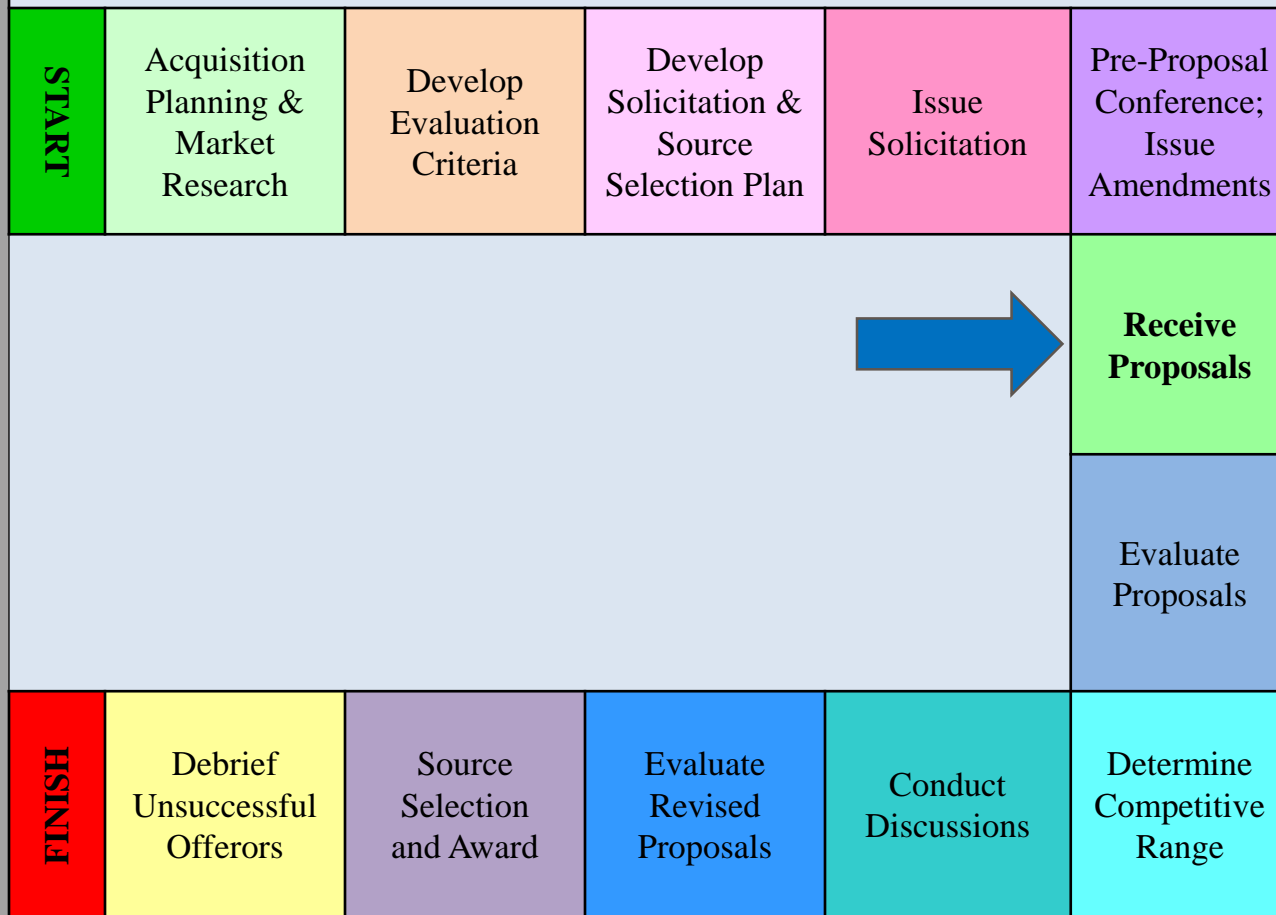 START
Acquisition
Planning &
Market
Research
Develop
Evaluation
Criteria
Develop
Solicitation &
Source
Selection Plan
Issue
Solicitation
Pre-Proposal
Conference;
Issue
Amendments
Receive
Proposals
Evaluate
Proposals
FINISH
Debrief
Unsuccessful
Offerors
Source
Selection
and Award
Evaluate
Revised
Proposals
Conduct
Discussions
Determine
Competitive
Range